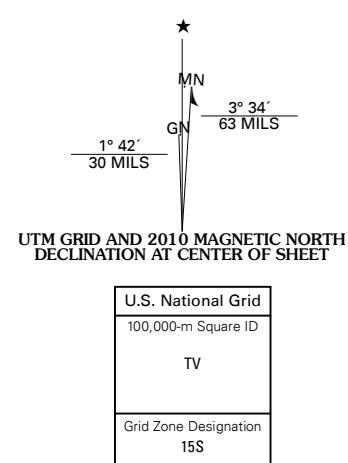 MN
GN
3° 34´
63 MILS
1° 42´
30 MILS
UTM GRID AND 2010 MAGNETIC NORTH
DECLINATION AT CENTER OF SHEET
U.S. National Grid
100,000-m Square ID
TV
Grid Zone Designation
15S